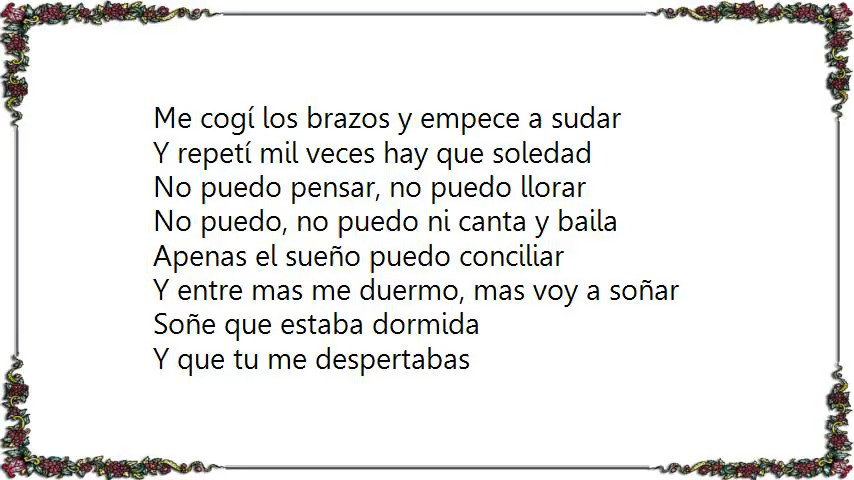 Me cogí los brazos y empece a sudar
Y repetí mil veces hay que soledad
No puedo pensar, no puedo llorar
No puedo, no puedo ni canta y baila
Apenas el sueño puedo conciliar
Y entre mas me duermo, mas voy a soñar
Soñe que estaba dormida
Y que tu me despertabas